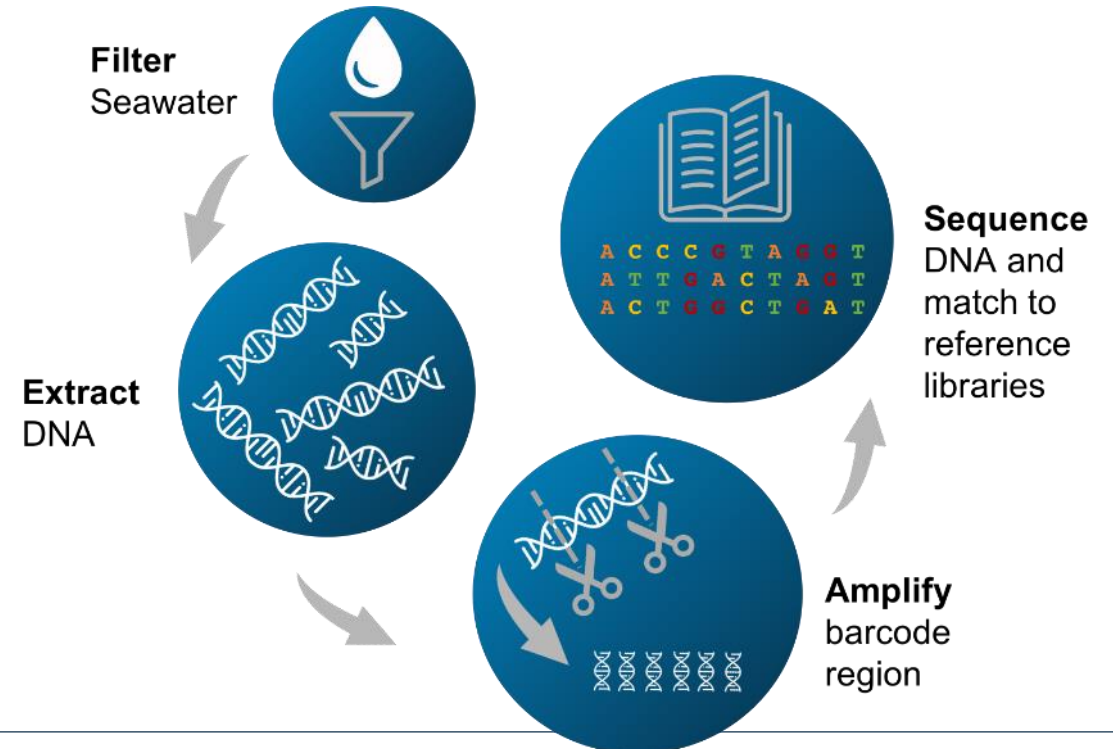 Filter
Seawater
Extract
DNA
Amplify
barcode
region
Sequence
DNA and
match to
reference
libraries
A C C C G T A G G T
A T T G A C T A G T
A C T G G C T G A T